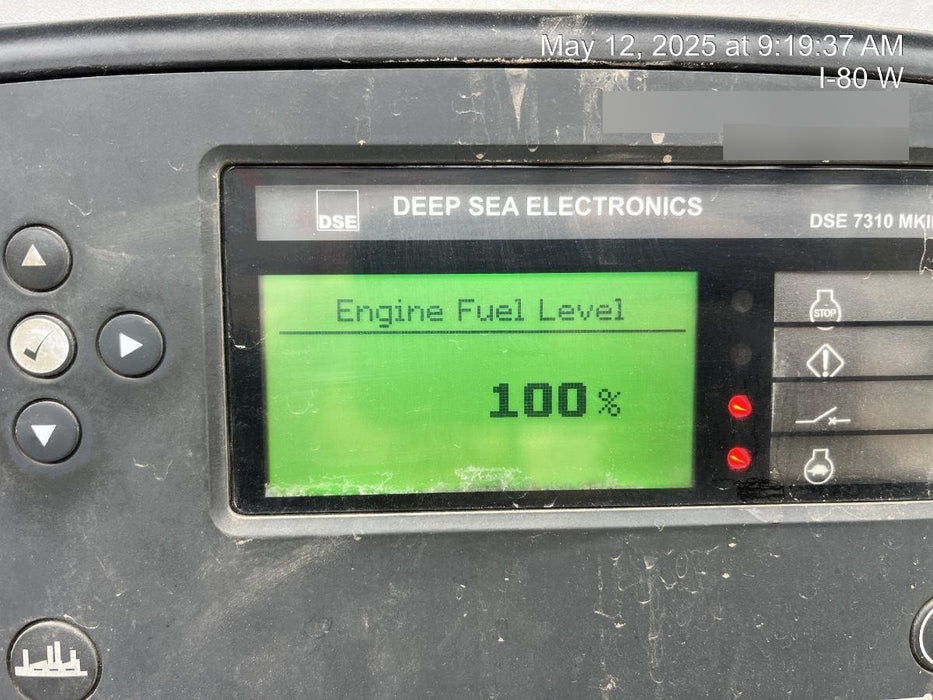 May 12, 2025 at 9:19:37 AM
I-80 W
DSE
DEEP SEA ELECTRONICS
DSE 7310 MKII
Engine Fuel Level
100%
STOP